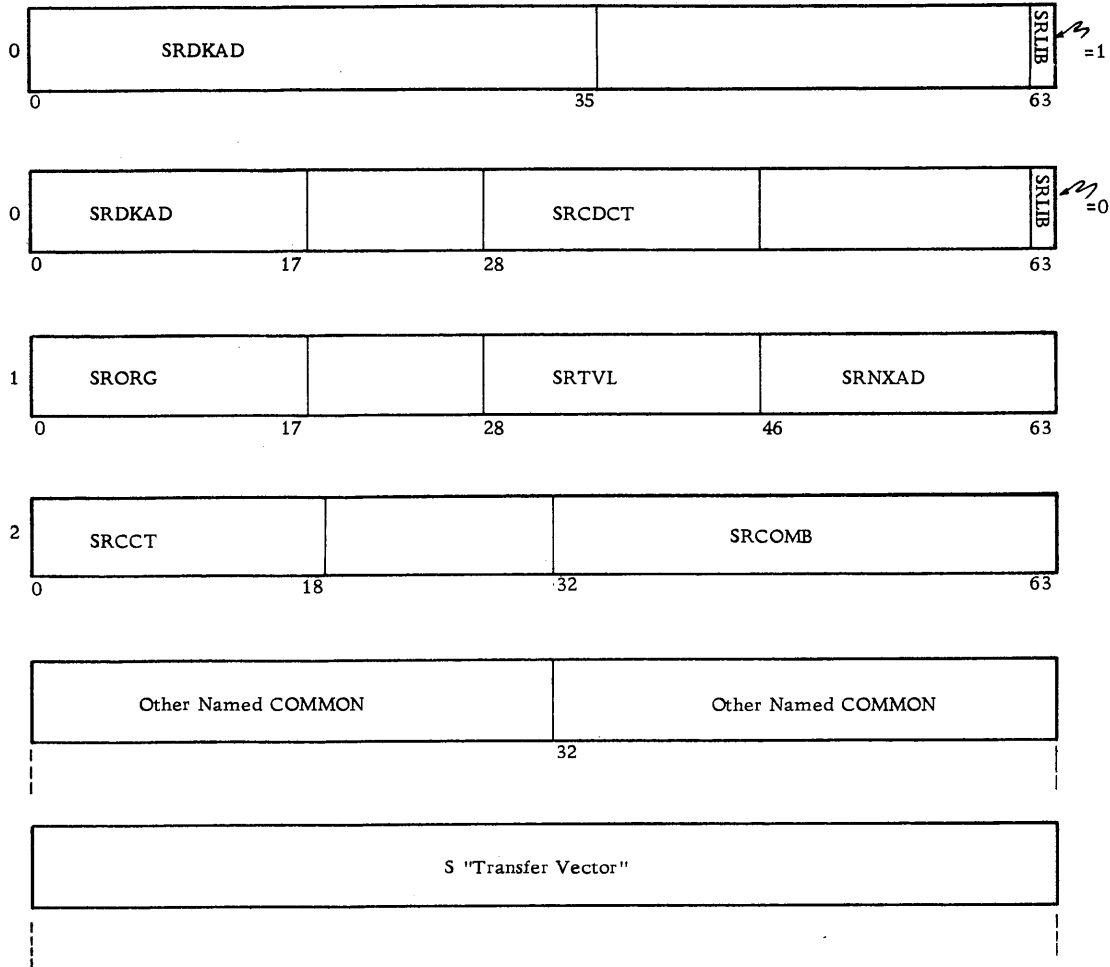 0 SRDKAD SRLIB =1
0 35 63
0 SRDKAD SRCDCT SRLIB =0
0 17 28 63
1 SRORG SRTVL SRNXAD
0 17 28 46 63
2 SRCCT SRCOMB
0 18 32 63
Other Named COMMON Other Named COMMON
32
S "Transfer Vector"